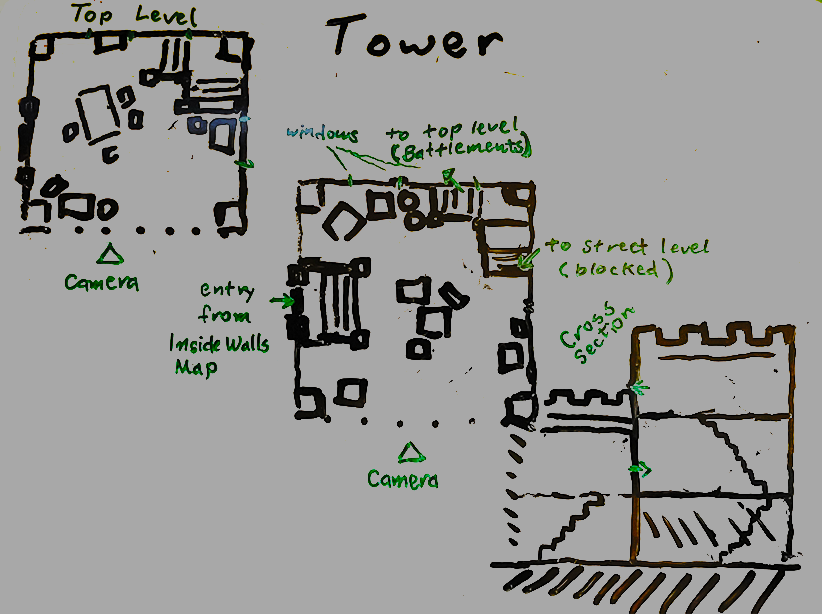 Top Level
Tower
windows
to top level
(Battlements)
to street level
(blocked)
Camera
entry
from
Inside Walls
Map
Cross
Section
Camera